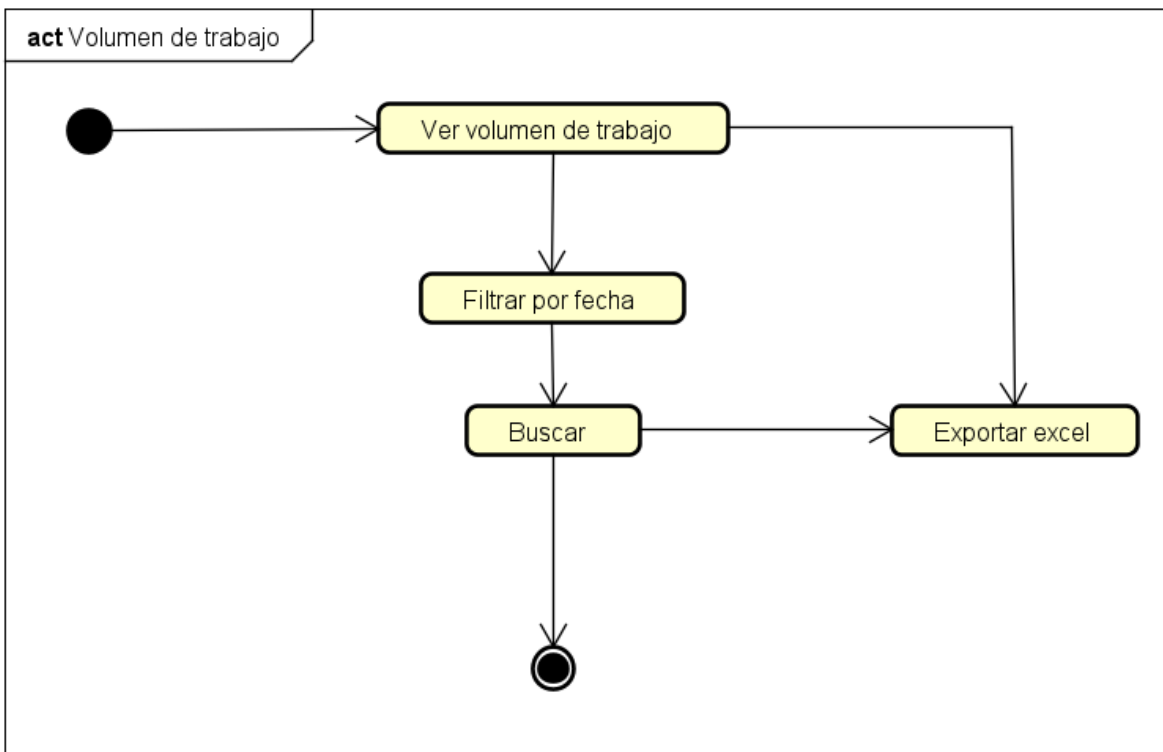 act Volumen de trabajo
Ver volumen de trabajo
Filtrar por fecha
Buscar
Exportar excel